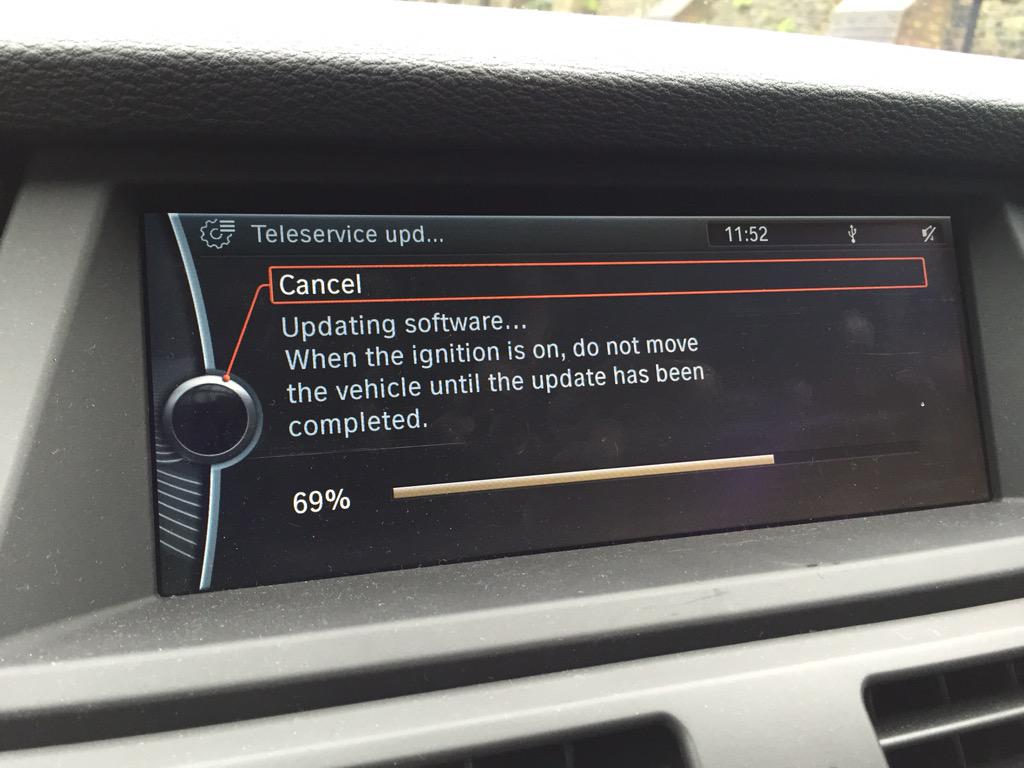 Teleservice upd...
11:52
Cancel
Updating software...
When the ignition is on, do not move
the vehicle until the update has been
completed.
69%